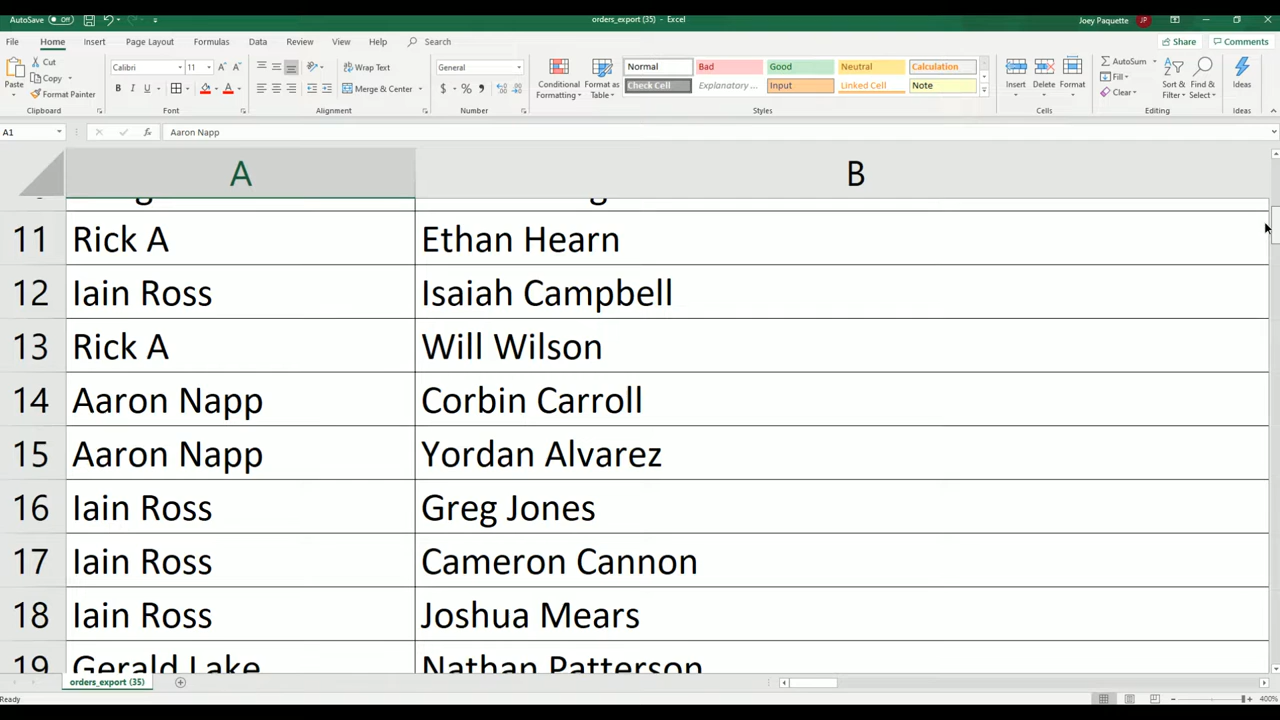 AutoSave Off
orders_export (35) - Excel
Joey Paquette JP
File Home Insert Page Layout Formulas Data Review View Help Search Share Comments
Paste Cut Copy Format Painter Clipboard
Calibri 11 B I U A Font
Wrap Text Merge & Center Alignment
General $ % Number
Conditional Formatting Format as Table
Normal Bad Good Neutral Calculation
Check Cell Explanatory ... Input Linked Cell Note
Styles
Insert Delete Format Cells
AutoSum Fill Clear Sort & Filter Find & Select Editing
Ideas Ideas
A1 fx Aaron Napp
A B
11 Rick A Ethan Hearn
12 Iain Ross Isaiah Campbell
13 Rick A Will Wilson
14 Aaron Napp Corbin Carroll
15 Aaron Napp Yordan Alvarez
16 Iain Ross Greg Jones
17 Iain Ross Cameron Cannon
18 Iain Ross Joshua Mears
19 Gerald Lake Nathan Patterson
orders_export (35)
Ready 400%